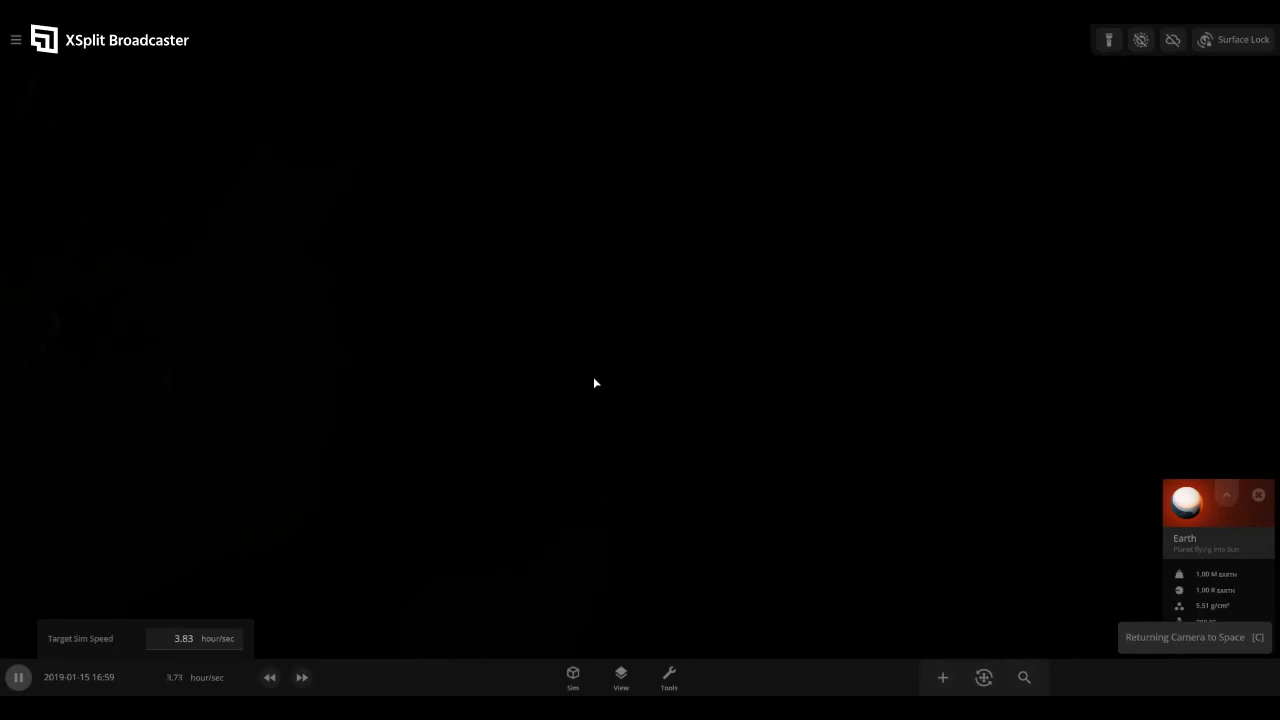 XSplit Broadcaster
Surface Lock
Earth
Planet flying into Sun
1.00 M EARTH
1.00 R EARTH
5.51 g/cm³
Returning Camera to Space [C]
Target Sim Speed 3.83 hour/sec
2019-01-15 16:59 3.73 hour/sec
Sim View Tools